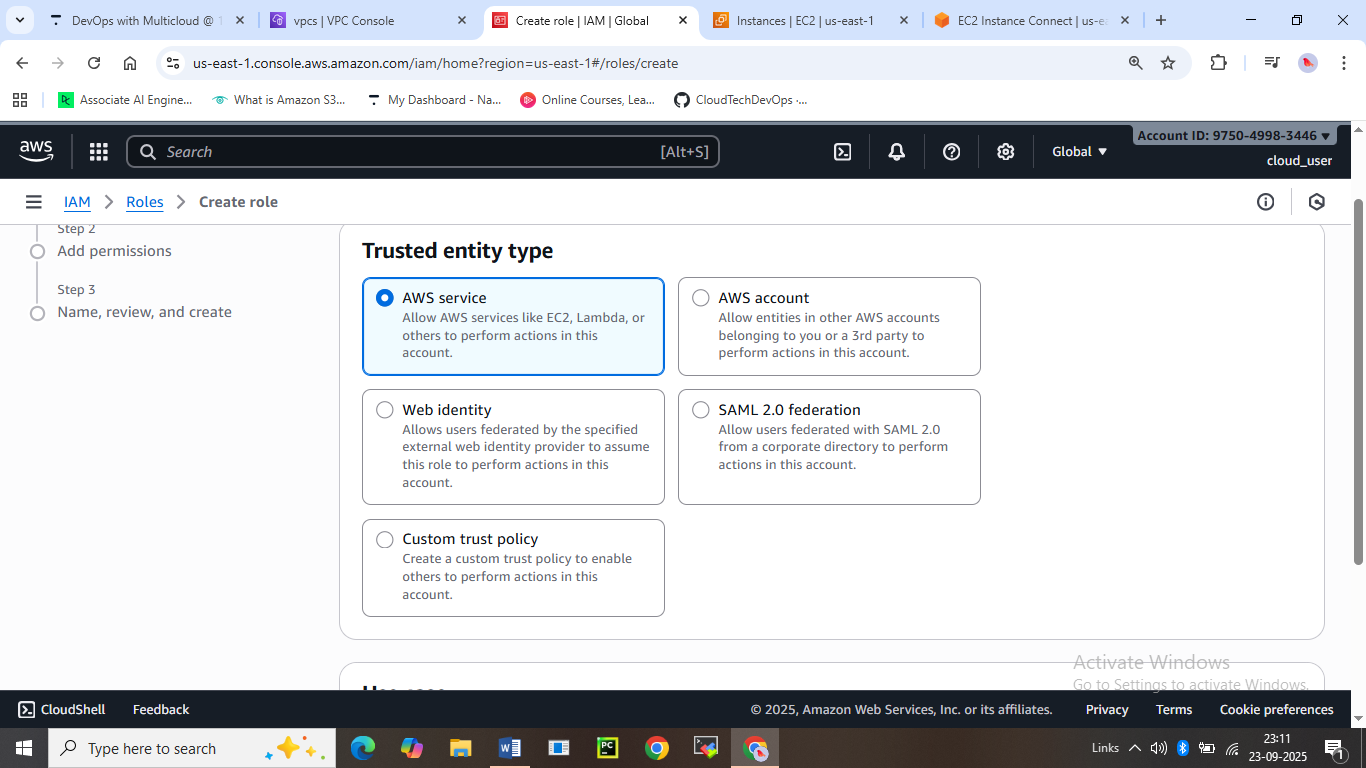 DevOps with Multicloud @ 1
vpcs | VPC Console
Create role | IAM | Global
Instances | EC2 | us-east-1
EC2 Instance Connect | us-ea
us-east-1.console.aws.amazon.com/iam/home?region=us-east-1#/roles/create
Associate AI Engine...
What is Amazon S3...
My Dashboard - Na...
Online Courses, Lea...
CloudTechDevOps -...
aws
Search
[Alt+S]
Global
Account ID: 9750-4998-3446
cloud_user
IAM
Roles
Create role
Step 2
Add permissions
Step 3
Name, review, and create
Trusted entity type
AWS service
Allow AWS services like EC2, Lambda, or
others to perform actions in this
account.
AWS account
Allow entities in other AWS accounts
belonging to you or a 3rd party to
perform actions in this account.
Web identity
Allows users federated by the specified
external web identity provider to assume
this role to perform actions in this
account.
SAML 2.0 federation
Allow users federated with SAML 2.0
from a corporate directory to perform
actions in this account.
Custom trust policy
Create a custom trust policy to enable
others to perform actions in this
account.
Activate Windows
Go to Settings to activate Windows.
CloudShell
Feedback
© 2025, Amazon Web Services, Inc. or its affiliates.
Privacy
Terms
Cookie preferences
Type here to search
Links
23:11
23-09-2025
1